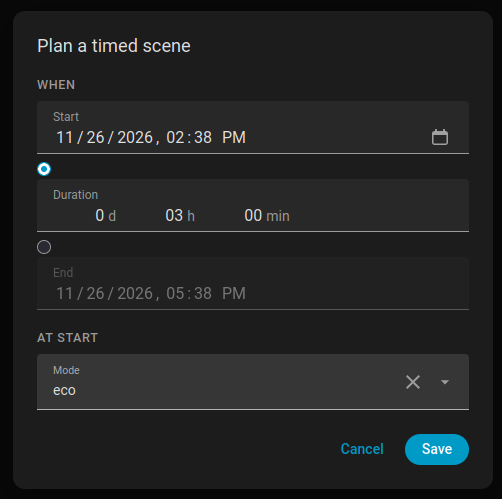 Plan a timed scene
WHEN
Start
11 / 26 / 2026 ,  02 : 38  PM
Duration
0 d  03 h  00 min
End
11 / 26 / 2026 ,  05 : 38  PM
AT START
Mode
eco
Cancel  Save